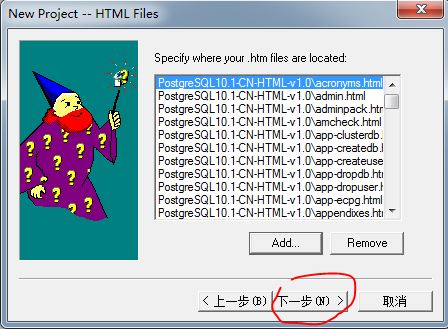 New Project -- HTML Files
Specify where your .htm files are located:
PostgreSQL10.1-CN-HTML-v1.0\acronyms.html
PostgreSQL10.1-CN-HTML-v1.0\admin.html
PostgreSQL10.1-CN-HTML-v1.0\adminpack.htm
PostgreSQL10.1-CN-HTML-v1.0\amcheck.html
PostgreSQL10.1-CN-HTML-v1.0\app-clusterdb.
PostgreSQL10.1-CN-HTML-v1.0\app-createdb.
PostgreSQL10.1-CN-HTML-v1.0\app-createuse
PostgreSQL10.1-CN-HTML-v1.0\app-dropdb.ht
PostgreSQL10.1-CN-HTML-v1.0\app-dropuser.
PostgreSQL10.1-CN-HTML-v1.0\app-ecpg.html
PostgreSQL10.1-CN-HTML-v1.0\appendixes.ht
Add...
Remove
< 上一步(B)
下一步(N) >
取消